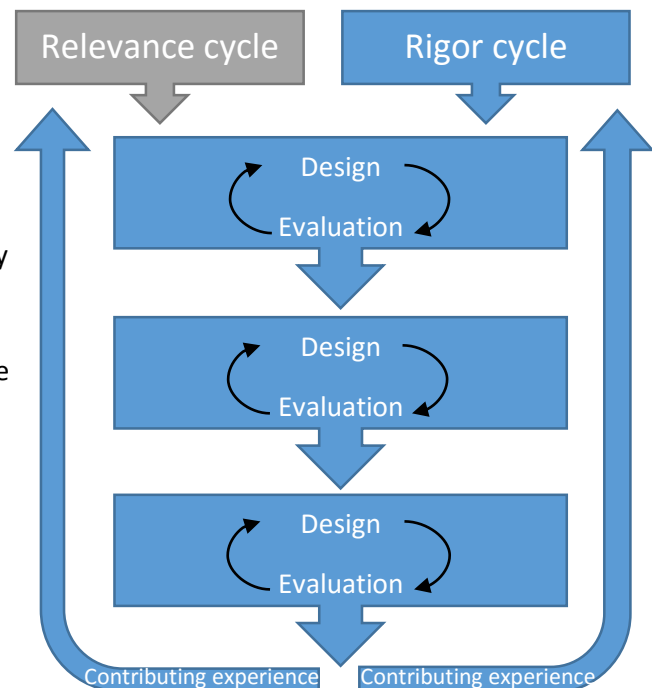 Relevance cycle
Rigor cycle
Design
Evaluation
y
Design
e
Evaluation
Design
Evaluation
Contributing experience
Contributing experience